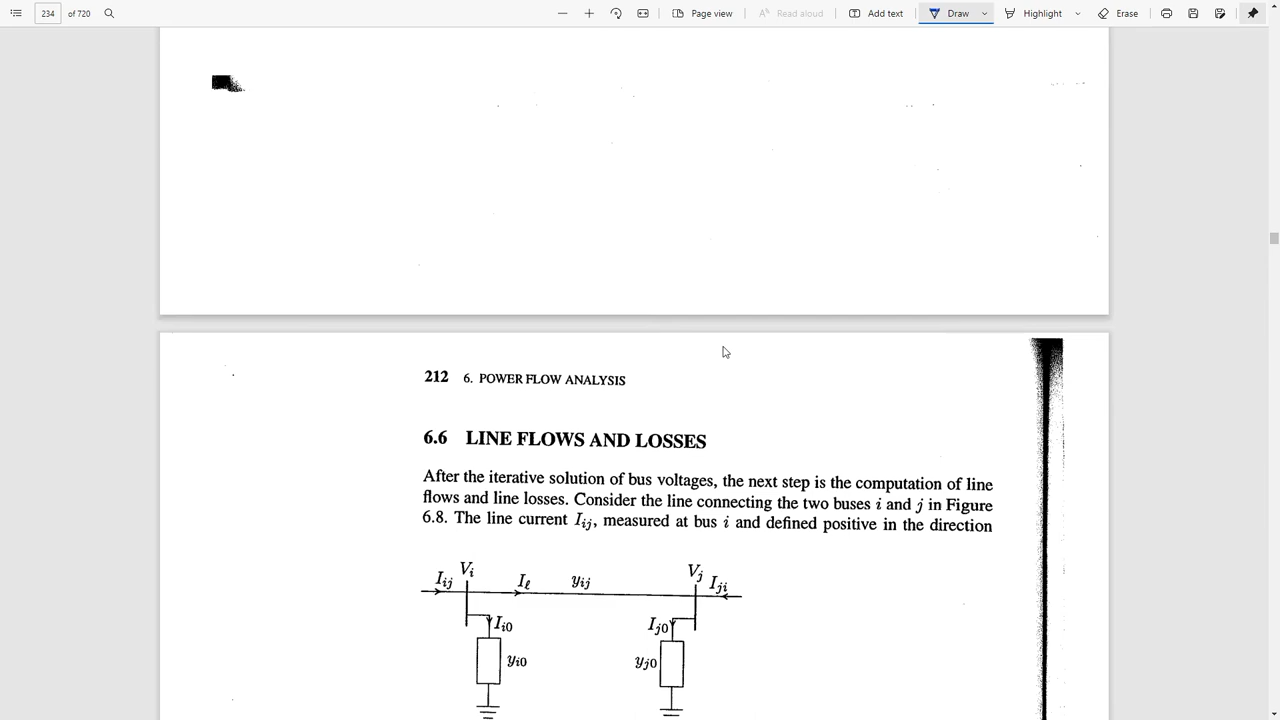 234 of 720 Page view Read aloud Add text Draw Highlight Erase
212 6. POWER FLOW ANALYSIS
6.6 LINE FLOWS AND LOSSES
After the iterative solution of bus voltages, the next step is the computation of line
flows and line losses. Consider the line connecting the two buses i and j in Figure
6.8. The line current Iij, measured at bus i and defined positive in the direction
Iij Vi Iℓ yij Vj Iji
Ii0 Ij0
yi0 yj0